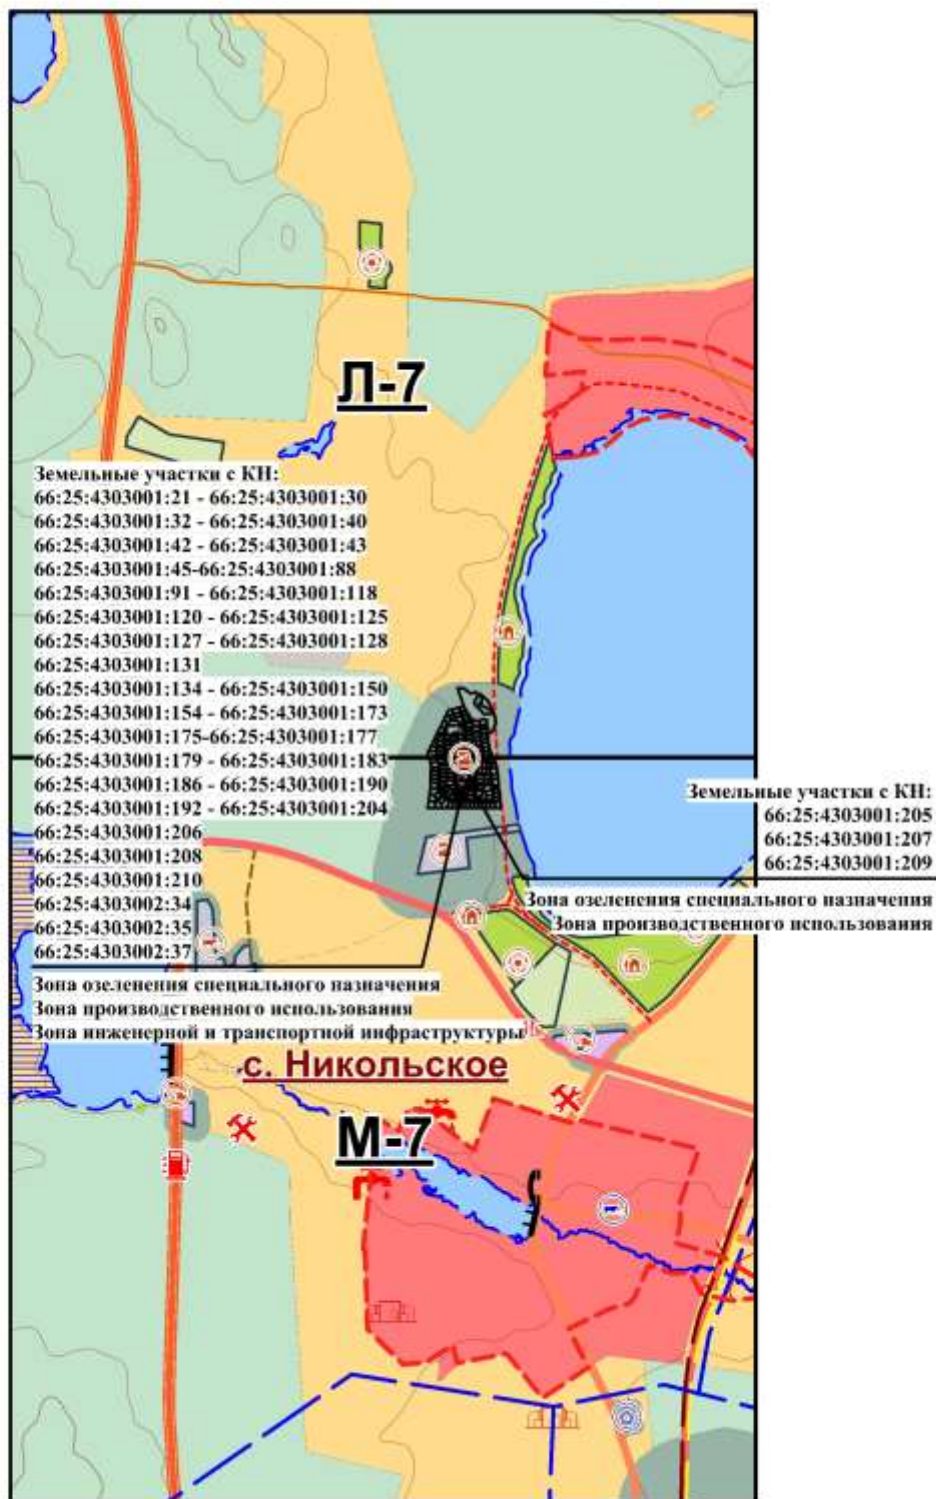 Л-7
Земельные участки с КН:
66:25:4303001:21 - 66:25:4303001:30
66:25:4303001:32 - 66:25:4303001:40
66:25:4303001:42 - 66:25:4303001:43
66:25:4303001:45-66:25:4303001:88
66:25:4303001:91 - 66:25:4303001:118
66:25:4303001:120 - 66:25:4303001:125
66:25:4303001:127 - 66:25:4303001:128
66:25:4303001:131
66:25:4303001:134 - 66:25:4303001:150
66:25:4303001:154 - 66:25:4303001:173
66:25:4303001:175-66:25:4303001:177
66:25:4303001:179 - 66:25:4303001:183
66:25:4303001:186 - 66:25:4303001:190
66:25:4303001:192 - 66:25:4303001:204
66:25:4303001:206
66:25:4303001:208
66:25:4303001:210
66:25:4303002:34
66:25:4303002:35
66:25:4303002:37
Зона озеленения специального назначения
Зона производственного использования
Зона инженерной и транспортной инфраструктуры
Земельные участки с КН:
66:25:4303001:205
66:25:4303001:207
66:25:4303001:209
Зона озеленения специального назначения
Зона производственного использования
с. Никольское
М-7